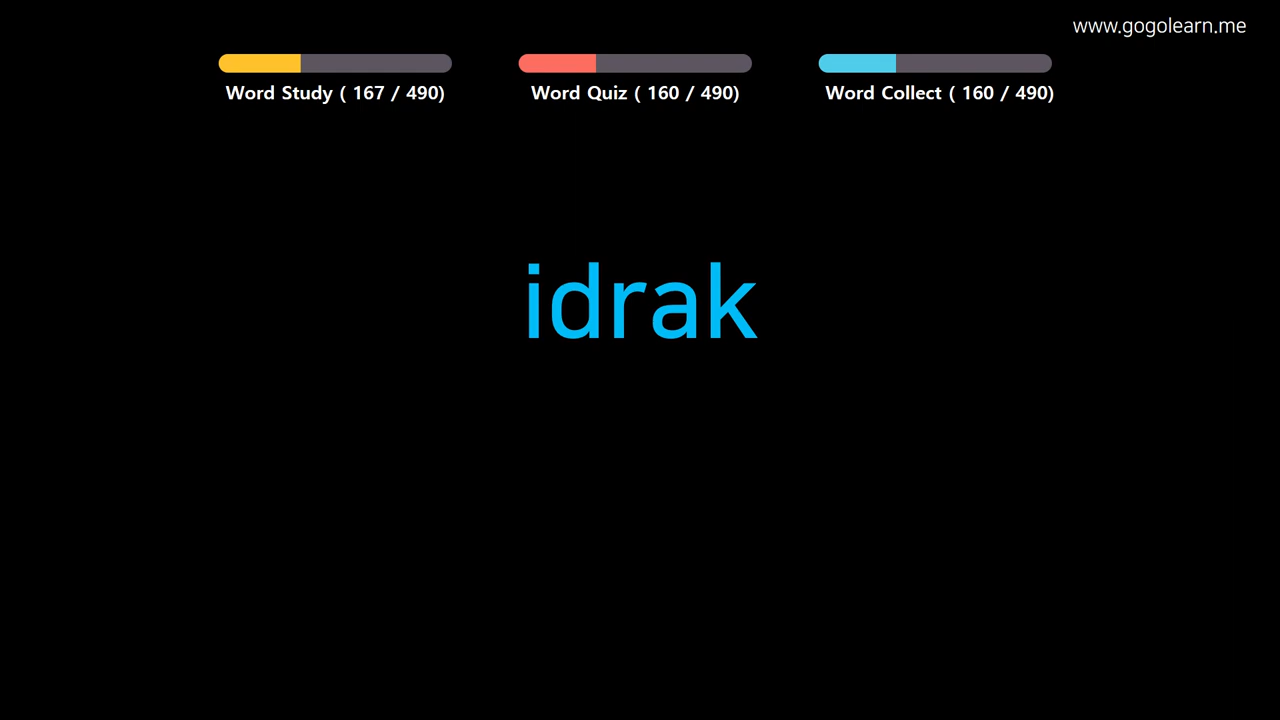 www.gogolearn.me
Word Study ( 167 / 490)
Word Quiz ( 160 / 490)
Word Collect ( 160 / 490)
idrak